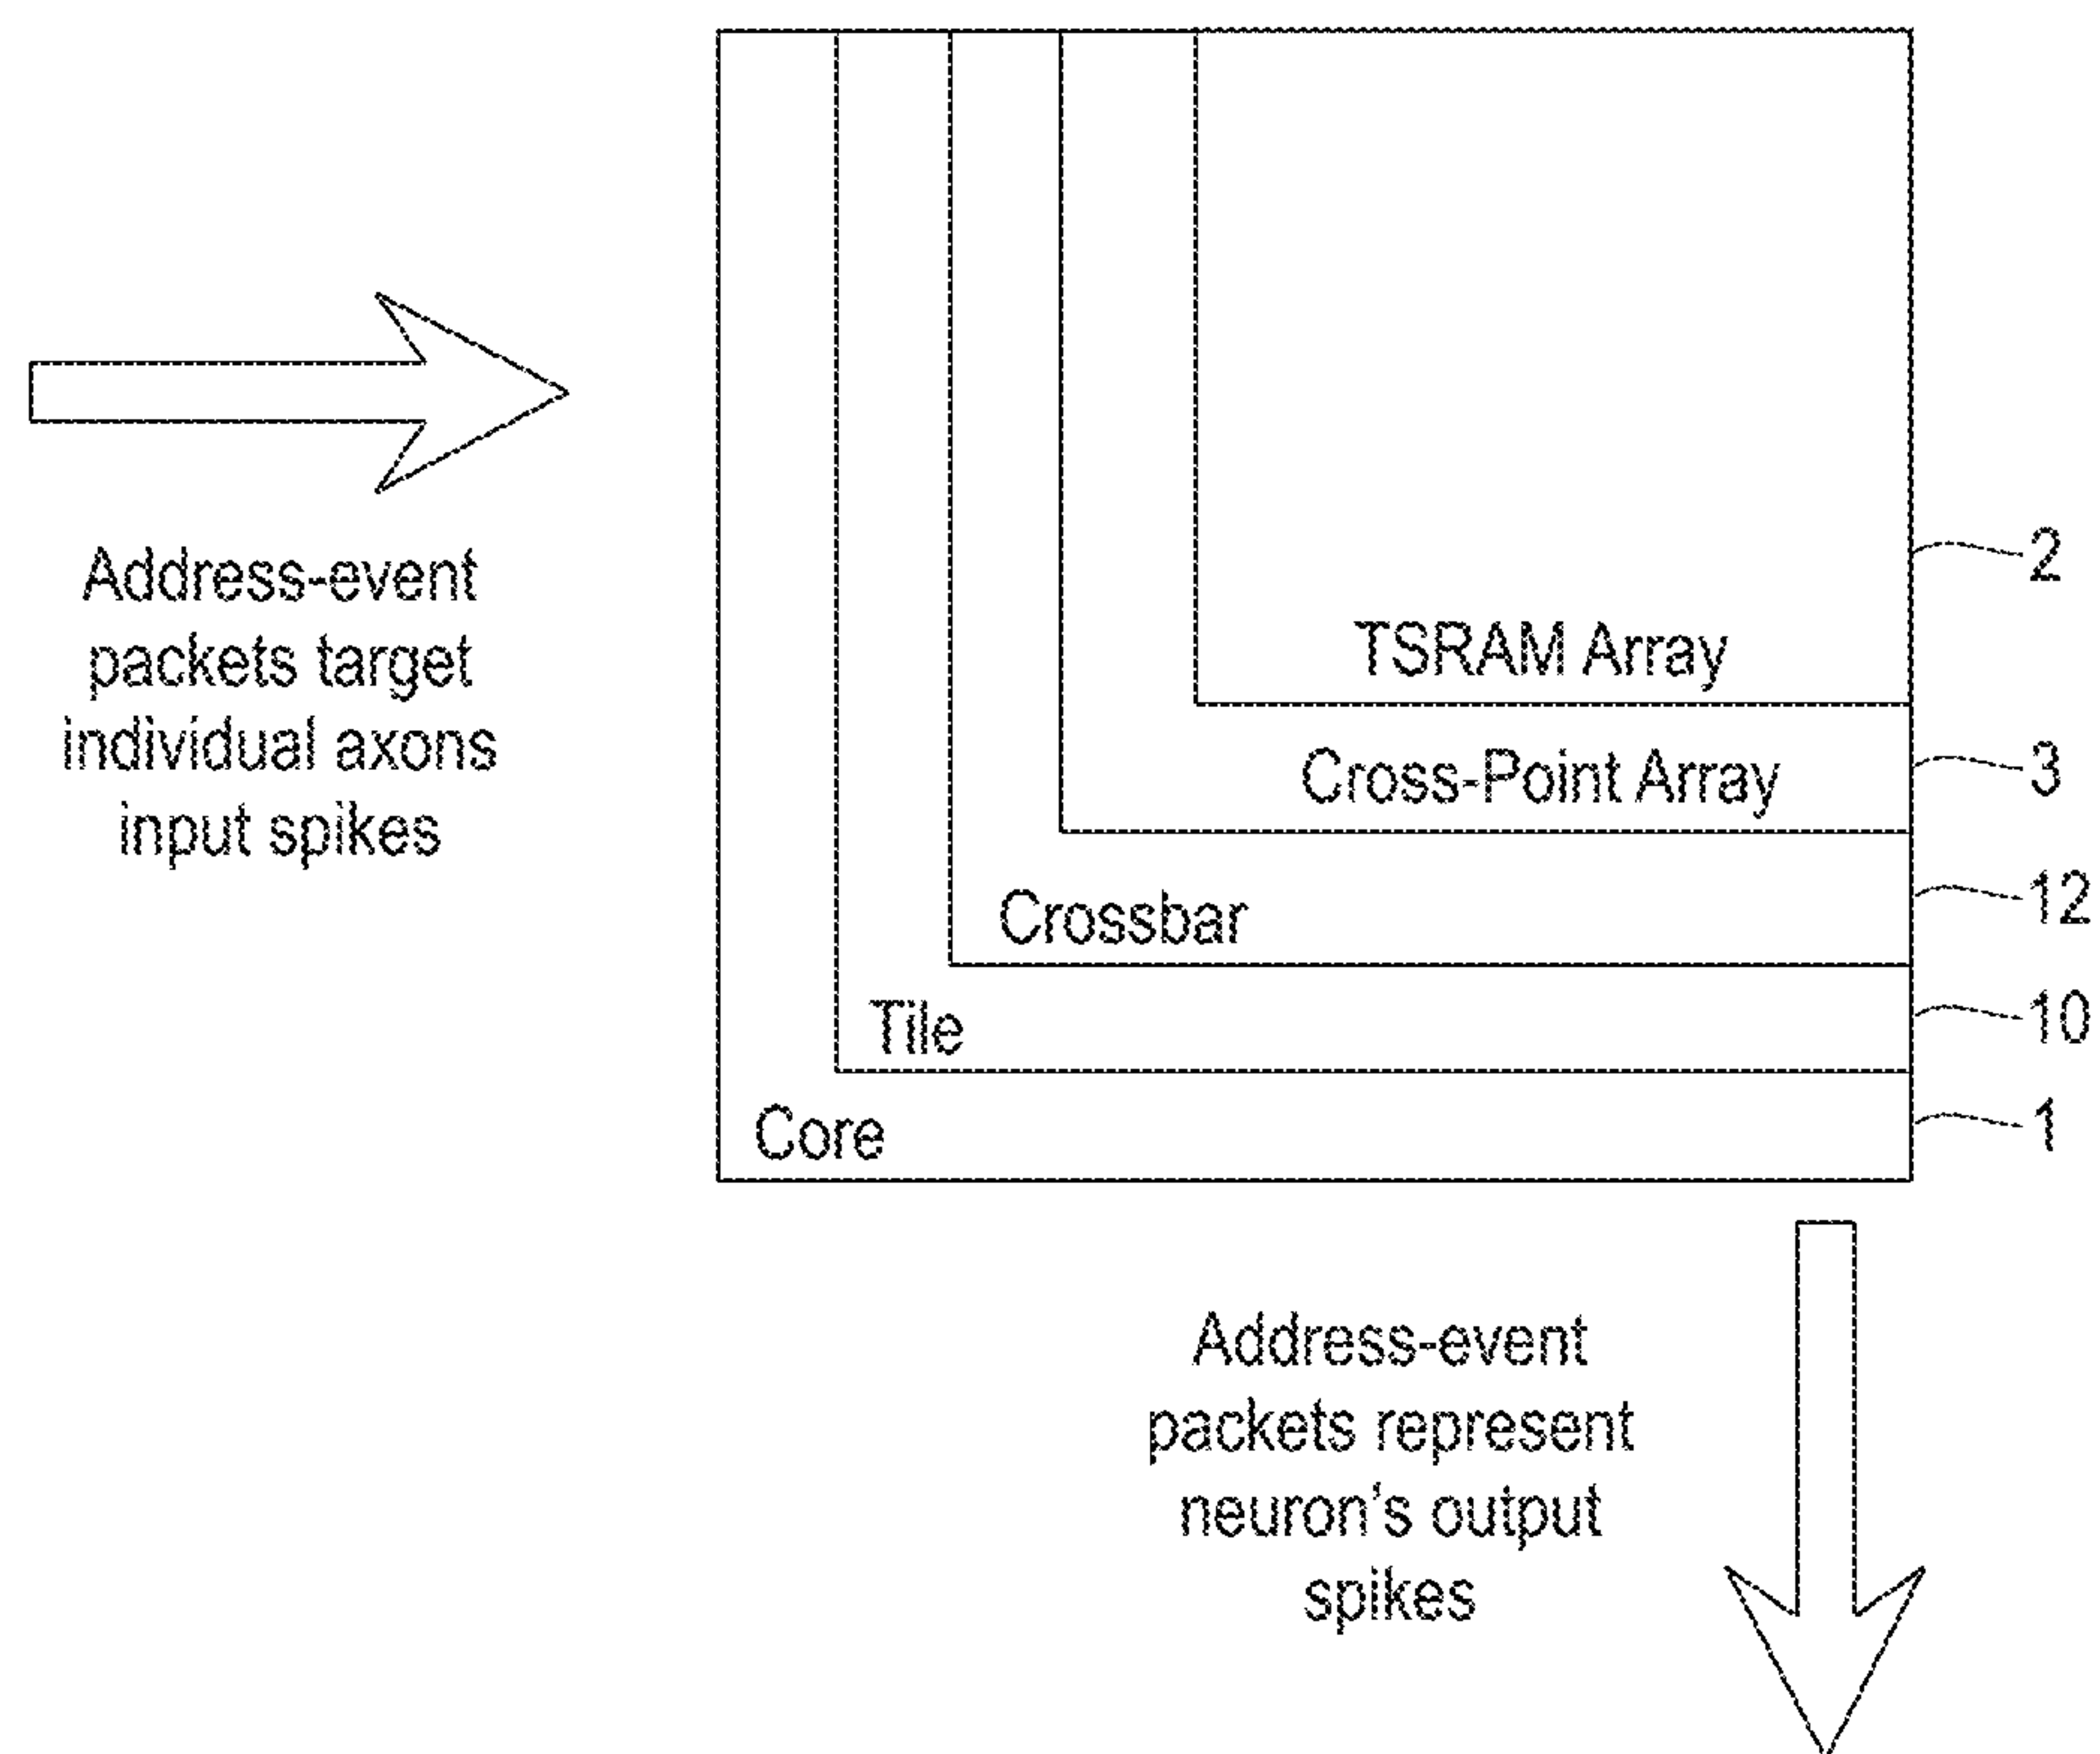 Address-event
packets target
individual axons
input spikes
TSRAM Array
2
Cross-Point Array
3
Crossbar
12
Tile
10
Core
1
Address-event
packets represent
neuron's output
spikes